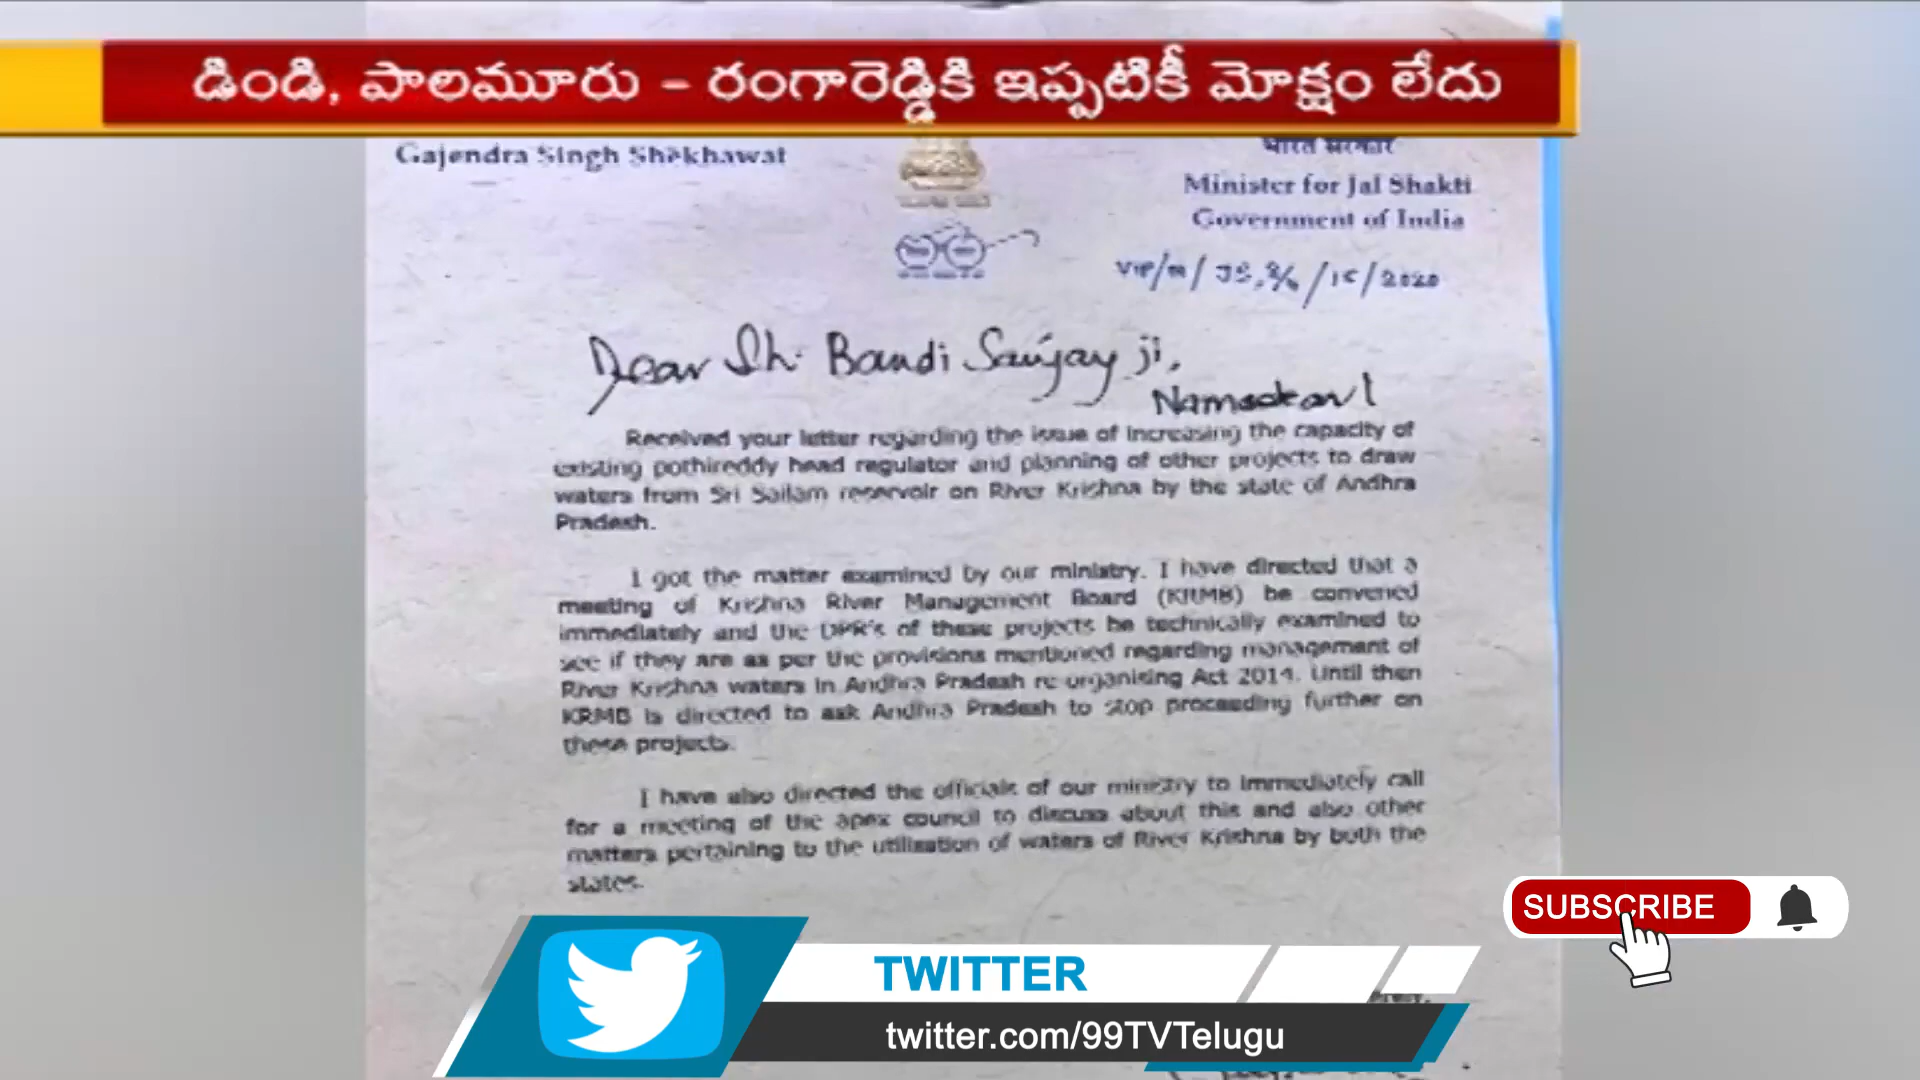 డిండి, పాలమూరు – రంగారెడ్డికి ఇప్పటికీ మోక్షం లేదు
Gajendra Singh Shekhawat
भारत सरकार
Minister for Jal Shakti
Government of India
2020
Dear Sh. Bandi Sanjay ji,
Namaskar!
Received your letter regarding the issue of increasing the capacity of
existing pothireddy head regulator and planning of other projects to draw
waters from Sri Sailam reservoir on River Krishna by the state of Andhra
Pradesh.
I got the matter examined by our ministry. I have directed that a
meeting of Krishna River Management Board (KRMB) be convened
immediately and the DPR's of these projects be technically examined to
see if they are as per the provisions mentioned regarding management of
River Krishna waters in Andhra Pradesh re organising Act 2014. Until then
KRMB is directed to ask Andhra Pradesh to stop proceeding further on
these projects.
I have also directed the officials of our ministry to immediately call
for a meeting of the apex council to discuss about this and also other
matters pertaining to the utilisation of waters of River Krishna by both the
states.
SUBSCRIBE
TWITTER
twitter.com/99TVTelugu